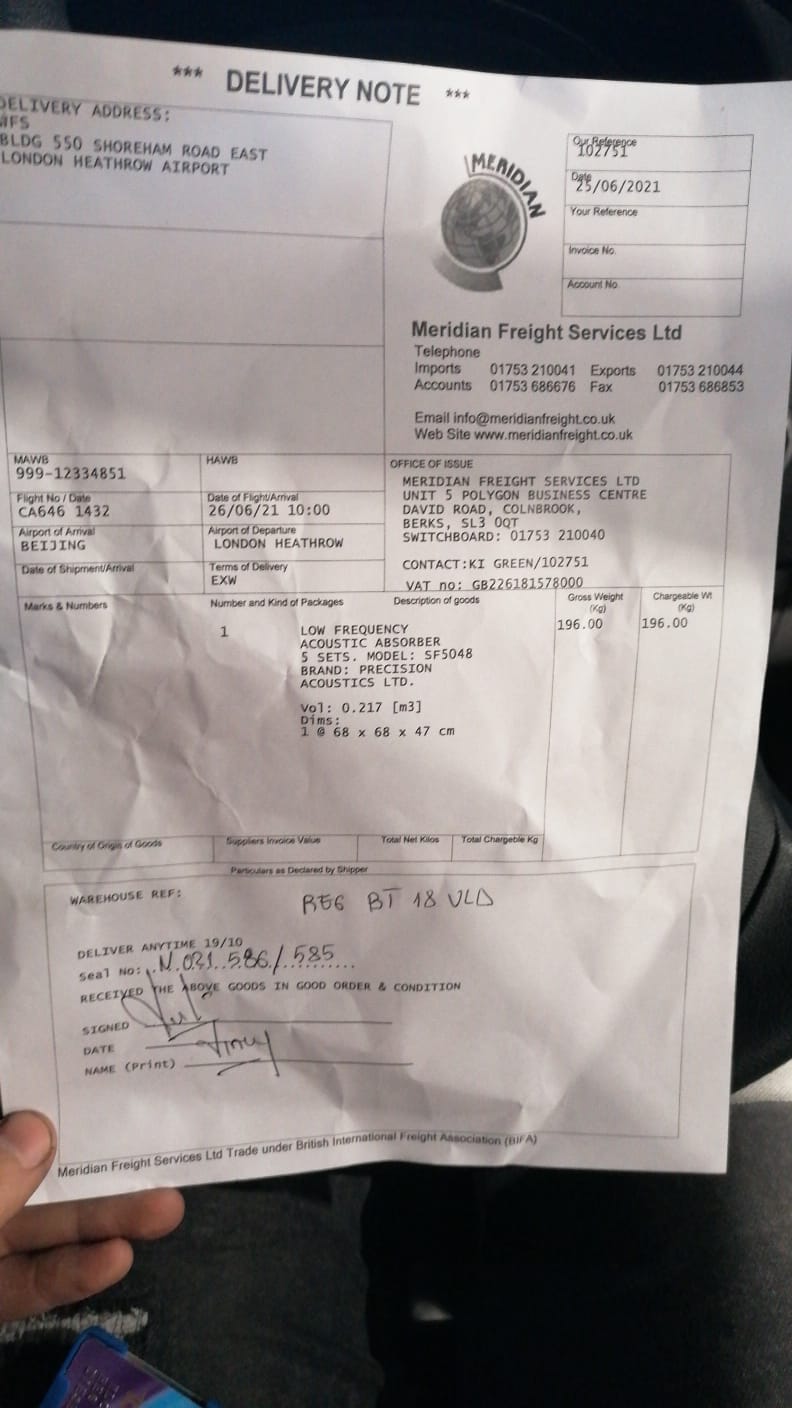 *** DELIVERY NOTE ***
DELIVERY ADDRESS:
WFS
BLDG 550 SHOREHAM ROAD EAST
LONDON HEATHROW AIRPORT
MERIDIAN
Our Reference
102751
Date
25/06/2021
Your Reference
Invoice No.
Account No.
Meridian Freight Services Ltd
Telephone
Imports 01753 210041 Exports 01753 210044
Accounts 01753 686676 Fax 01753 686853
Email info@meridianfreight.co.uk
Web Site www.meridianfreight.co.uk
MAWB
999-12334851
HAWB
Flight No / Date
CA646 1432
Date of Flight/Arrival
26/06/21 10:00
Airport of Arrival
BEIJING
Airport of Departure
LONDON HEATHROW
Date of Shipment/Arrival
Terms of Delivery
EXW
OFFICE OF ISSUE
MERIDIAN FREIGHT SERVICES LTD
UNIT 5 POLYGON BUSINESS CENTRE
DAVID ROAD, COLNBROOK,
BERKS, SL3 0QT
SWITCHBOARD: 01753 210040
CONTACT:KI GREEN/102751
VAT no: GB226181578000
Marks & Numbers
Number and Kind of Packages
Description of goods
Gross Weight
(Kg)
Chargeable Wt
(Kg)
1
LOW FREQUENCY
ACOUSTIC ABSORBER
5 SETS. MODEL: SF5048
BRAND: PRECISION
ACOUSTICS LTD.
196.00
196.00
Vol: 0.217 [m3]
Dims:
1 @ 68 x 68 x 47 cm
Country of Origin of Goods
Suppliers Invoice Value
Total Net Kilos
Total Chargeble Kg
Particulars as Declared by Shipper
WAREHOUSE REF:
REG BT 18 VLD
DELIVER ANYTIME 19/10
Seal NO: N.031.586/.585
RECEIVED THE ABOVE GOODS IN GOOD ORDER & CONDITION
SIGNED
DATE
NAME (Print)
Meridian Freight Services Ltd Trade under British International Freight Association (BIFA)